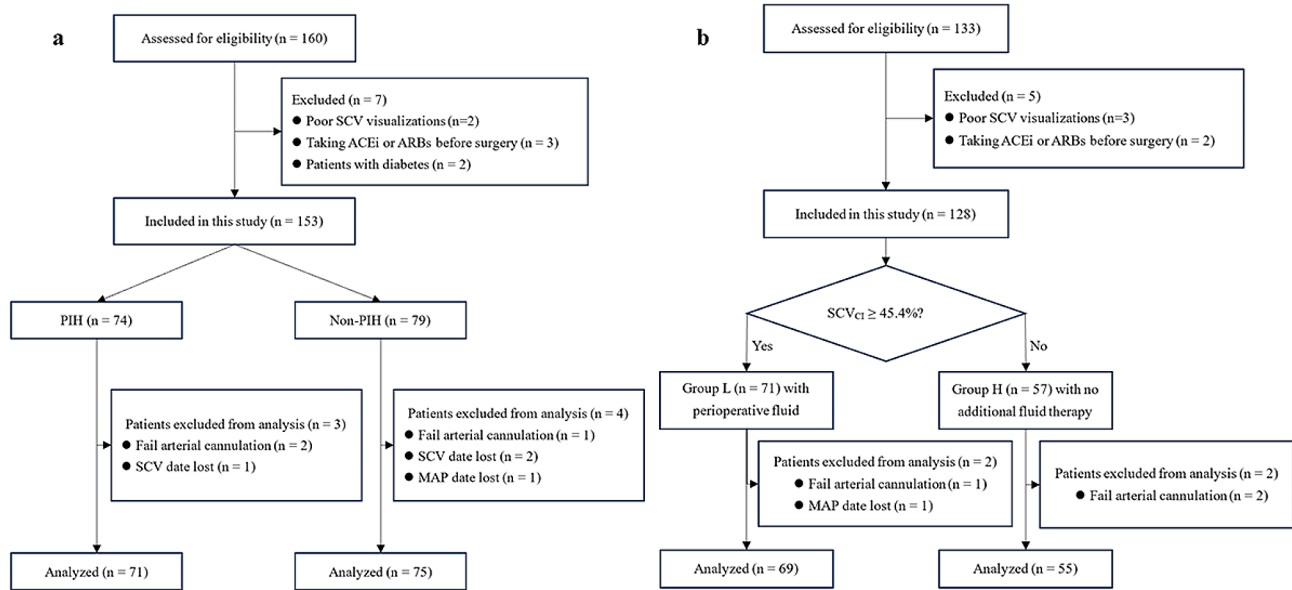 a
Assessed for eligibility (n = 160)
Excluded (n = 7)
● Poor SCV visualizations (n=2)
● Taking ACEi or ARBs before surgery (n = 3)
● Patients with diabetes (n = 2)
Included in this study (n = 153)
PIH (n = 74)
Non-PIH (n = 79)
Patients excluded from analysis (n = 3)
● Fail arterial cannulation (n = 2)
● SCV date lost (n = 1)
Patients excluded from analysis (n = 4)
● Fail arterial cannulation (n = 1)
● SCV date lost (n = 2)
● MAP date lost (n = 1)
Analyzed (n = 71)
Analyzed (n = 75)
b
Assessed for eligibility (n = 133)
Excluded (n = 5)
● Poor SCV visualizations (n=3)
● Taking ACEi or ARBs before surgery (n = 2)
Included in this study (n = 128)
SCVCI ≥ 45.4%?
Yes
No
Group L (n = 71) with
perioperative fluid
Group H (n = 57) with no
additional fluid therapy
Patients excluded from analysis (n = 2)
● Fail arterial cannulation (n = 1)
● MAP date lost (n = 1)
Patients excluded from analysis (n = 2)
● Fail arterial cannulation (n = 2)
Analyzed (n = 69)
Analyzed (n = 55)